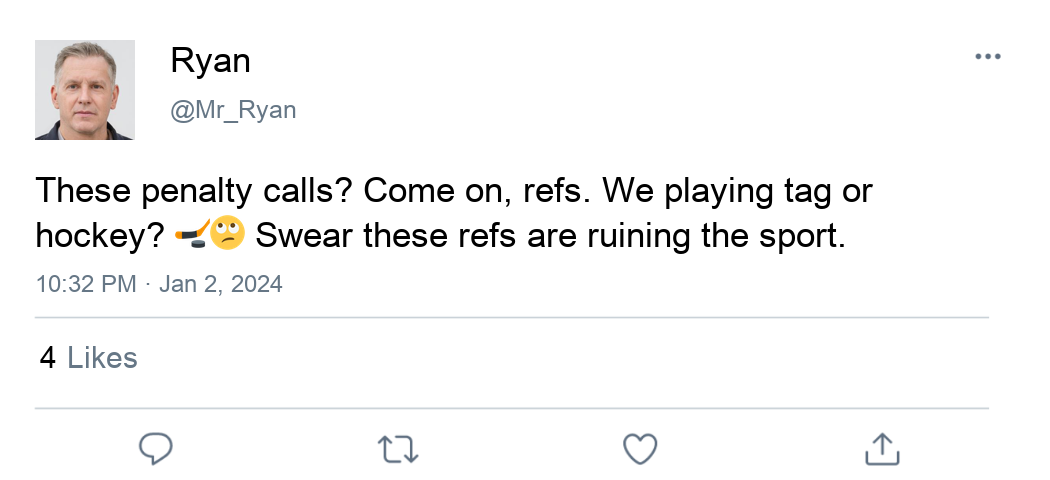 Ryan
@Mr_Ryan
These penalty calls? Come on, refs. We playing tag or
hockey? 🏒🙄 Swear these refs are ruining the sport.
10:32 PM · Jan 2, 2024
4 Likes